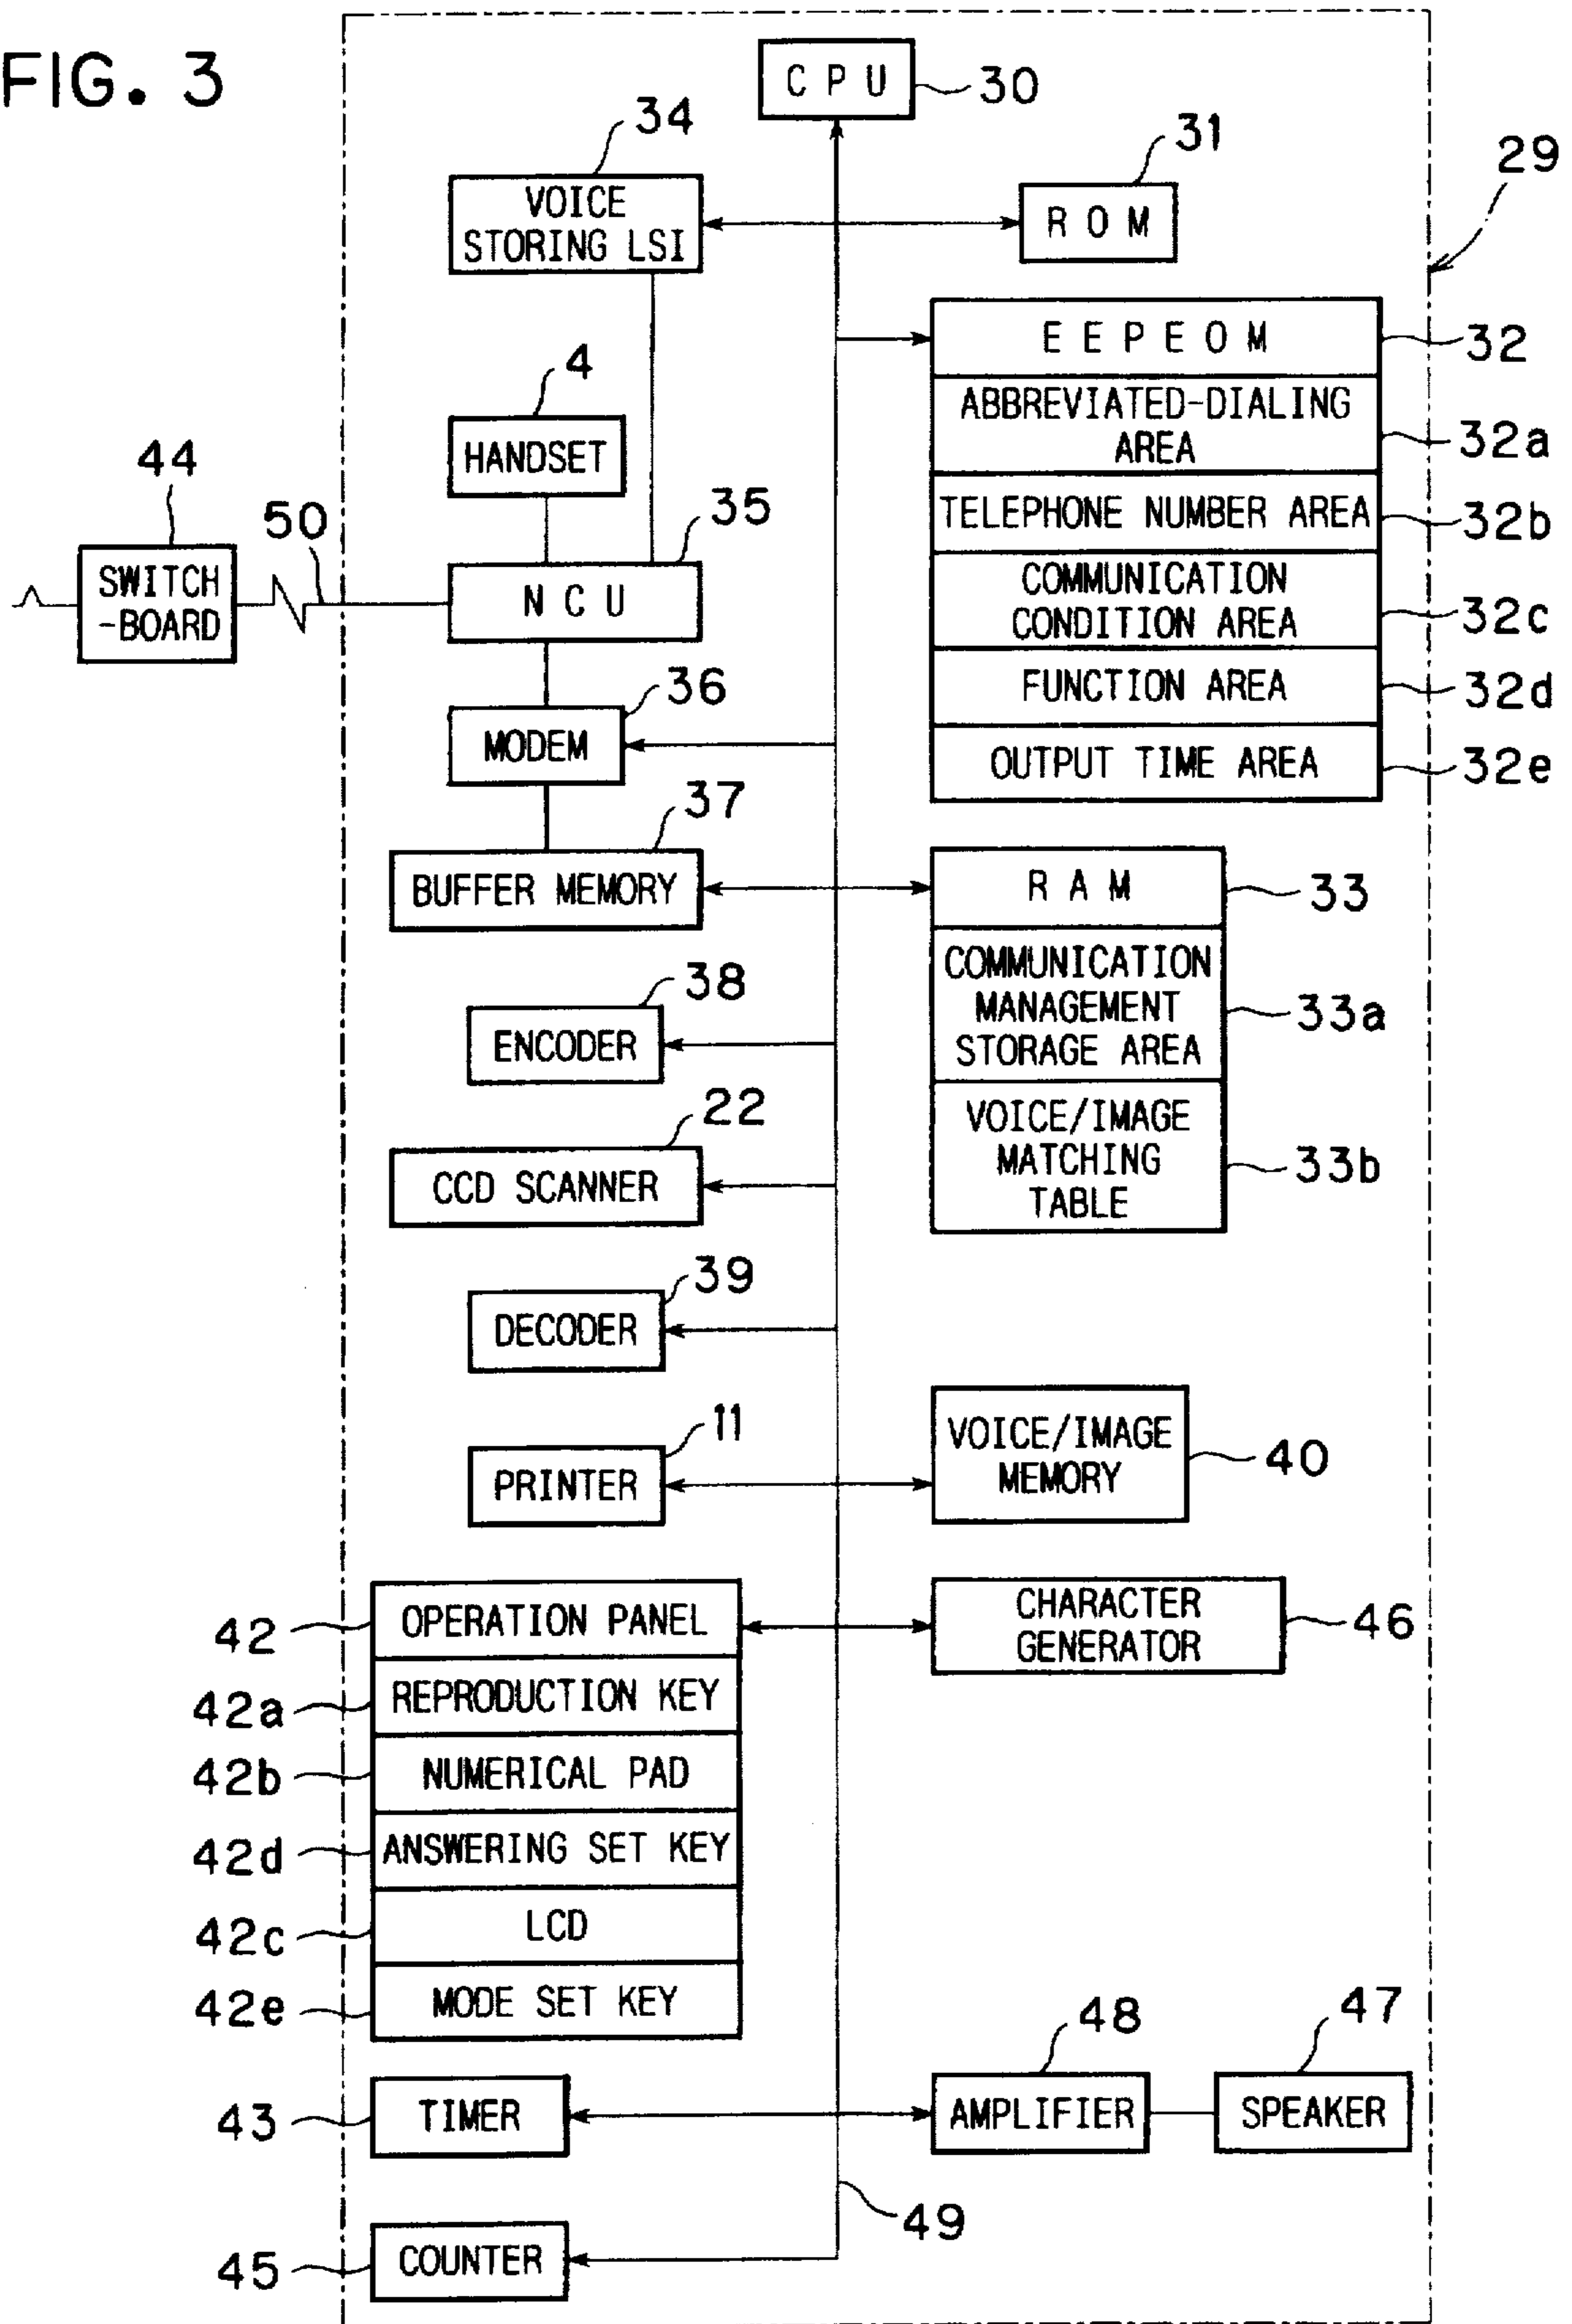 FIG. 3
C P U
30
34
31
29
VOICE
STORING LSI
R O M
E E P E O M
32
4
ABBREVIATED-DIALING
AREA
32a
HANDSET
44
50
35
TELEPHONE NUMBER AREA
32b
SWITCH
-BOARD
N C U
COMMUNICATION
CONDITION AREA
32c
36
FUNCTION AREA
32d
MODEM
OUTPUT TIME AREA
32e
37
BUFFER MEMORY
R A M
33
38
COMMUNICATION
MANAGEMENT
STORAGE AREA
33a
ENCODER
22
VOICE/IMAGE
MATCHING
TABLE
33b
CCD SCANNER
39
DECODER
11
VOICE/IMAGE
MEMORY
40
PRINTER
42
OPERATION PANEL
CHARACTER
GENERATOR
46
42a
REPRODUCTION KEY
42b
NUMERICAL PAD
42d
ANSWERING SET KEY
42c
LCD
42e
MODE SET KEY
48
47
43
TIMER
AMPLIFIER
SPEAKER
49
45
COUNTER